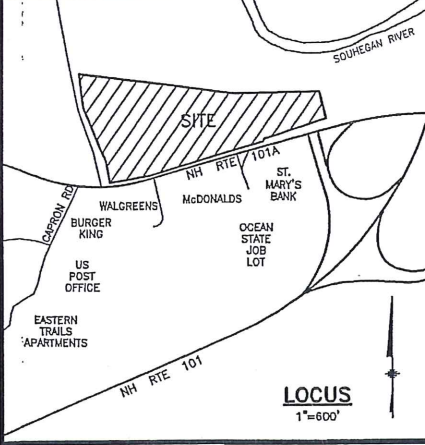 SOUHEGAN RIVER
SITE
NH RTE 101A
CAPRON RD
WALGREENS
McDONALDS
ST.
MARY'S
BANK
BURGER
KING
OCEAN
STATE
JOB
LOT
US
POST
OFFICE
EASTERN
TRAILS
APARTMENTS
NH RTE 101
LOCUS
1"=600'